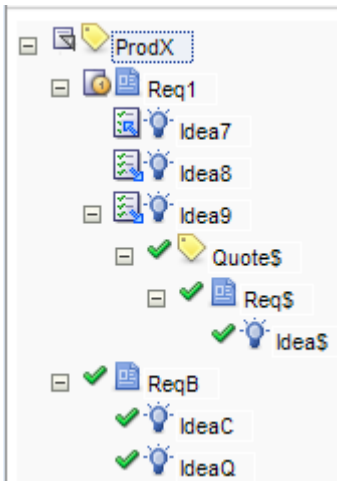 ProdX
Req1
Idea7
Idea8
Idea9
Quote$
Req$
Idea$
ReqB
IdeaC
IdeaQ